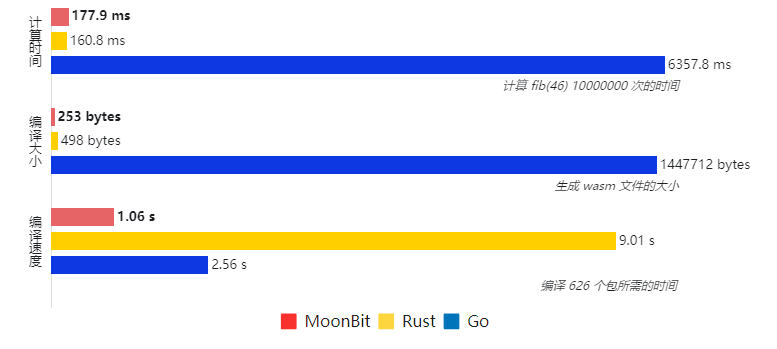 计算时间
177.9 ms
160.8 ms
6357.8 ms
计算 fib(46) 10000000 次的时间
编译大小
253 bytes
498 bytes
1447712 bytes
生成 wasm 文件的大小
编译速度
1.06 s
9.01 s
2.56 s
编译 626 个包所需的时间
MoonBit Rust Go